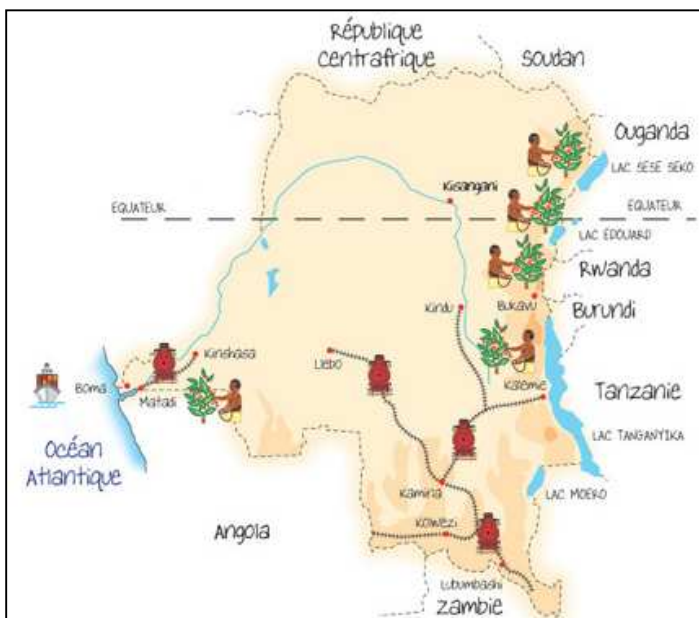 République
Centrafrique
Soudan
Ouganda
LAC SESE SEKO
Kisangani
EQUATEUR
EQUATEUR
LAC ÉDOUARD
Rwanda
Bukavu
Burundi
Kindu
Kinshasa
Ilebo
Boma
Matadi
Kalemie
Tanzanie
Océan
Atlantique
LAC TANGANYIKA
Kamina
LAC MOERO
Angola
Kolwezi
Lubumbashi
Zambie